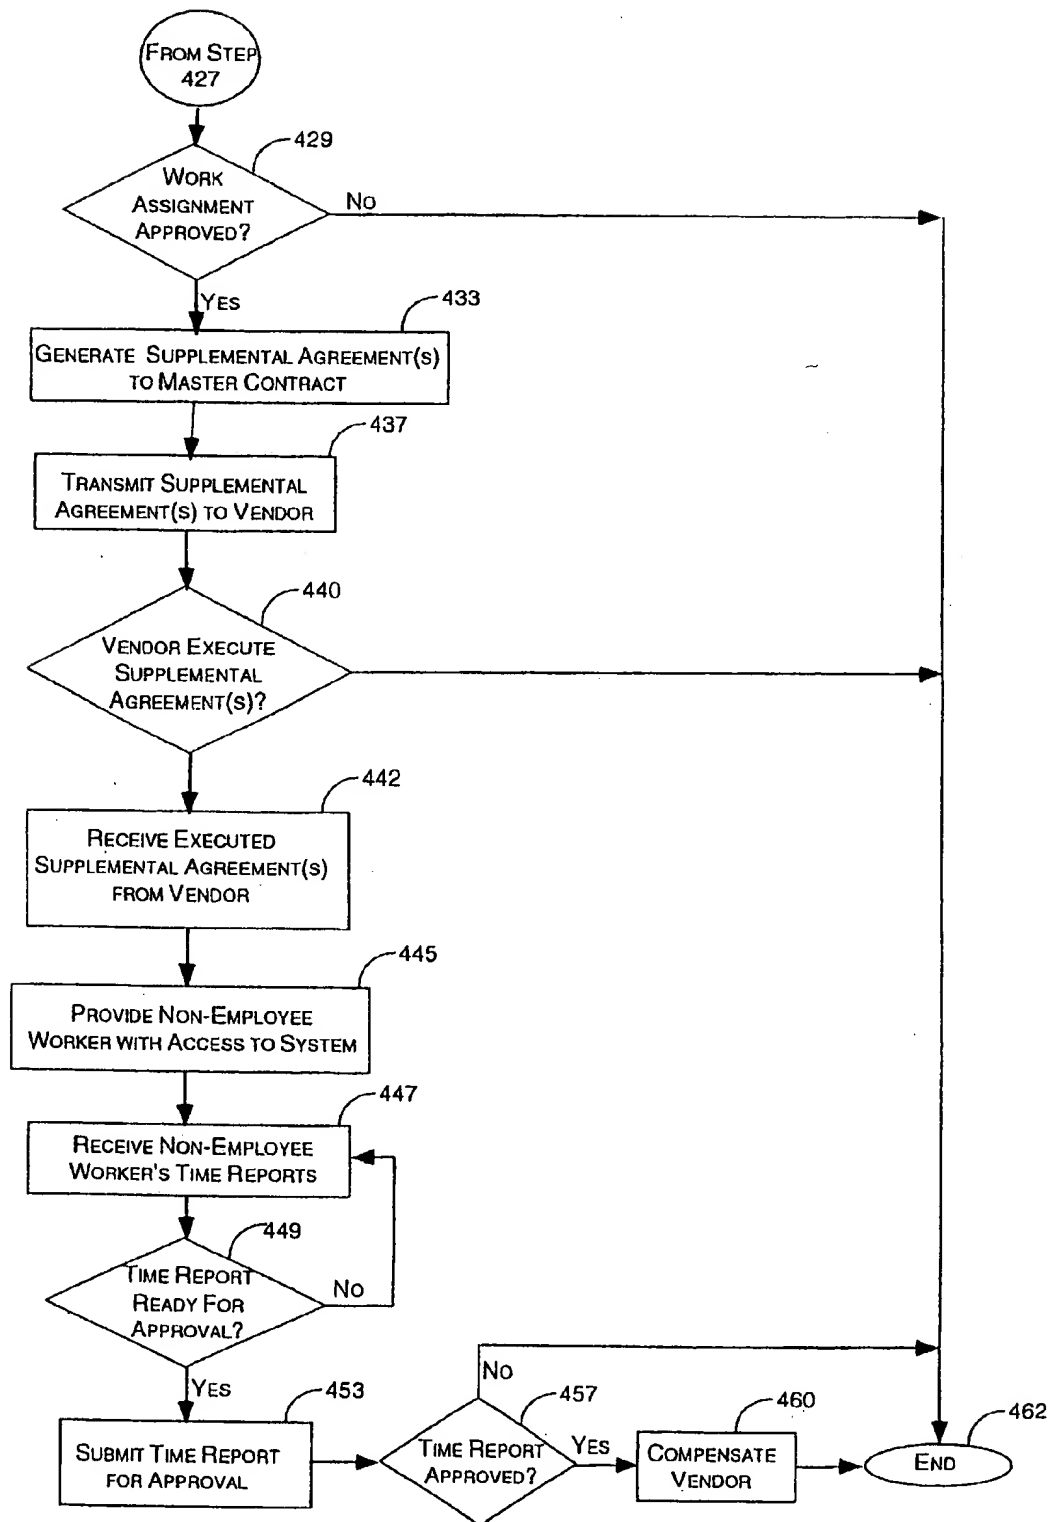 FROM STEP
427
429
WORK
ASSIGNMENT
APPROVED?
NO
YES
433
GENERATE SUPPLEMENTAL AGREEMENT(S)
TO MASTER CONTRACT
437
TRANSMIT SUPPLEMENTAL
AGREEMENT(S) TO VENDOR
440
VENDOR EXECUTE
SUPPLEMENTAL
AGREEMENT(S)?
442
RECEIVE EXECUTED
SUPPLEMENTAL AGREEMENT(S)
FROM VENDOR
445
PROVIDE NON-EMPLOYEE
WORKER WITH ACCESS TO SYSTEM
447
RECEIVE NON-EMPLOYEE
WORKER'S TIME REPORTS
449
TIME REPORT
READY FOR
APPROVAL?
NO
YES
453
SUBMIT TIME REPORT
FOR APPROVAL
NO
457
TIME REPORT
APPROVED?
YES
460
COMPENSATE
VENDOR
462
END